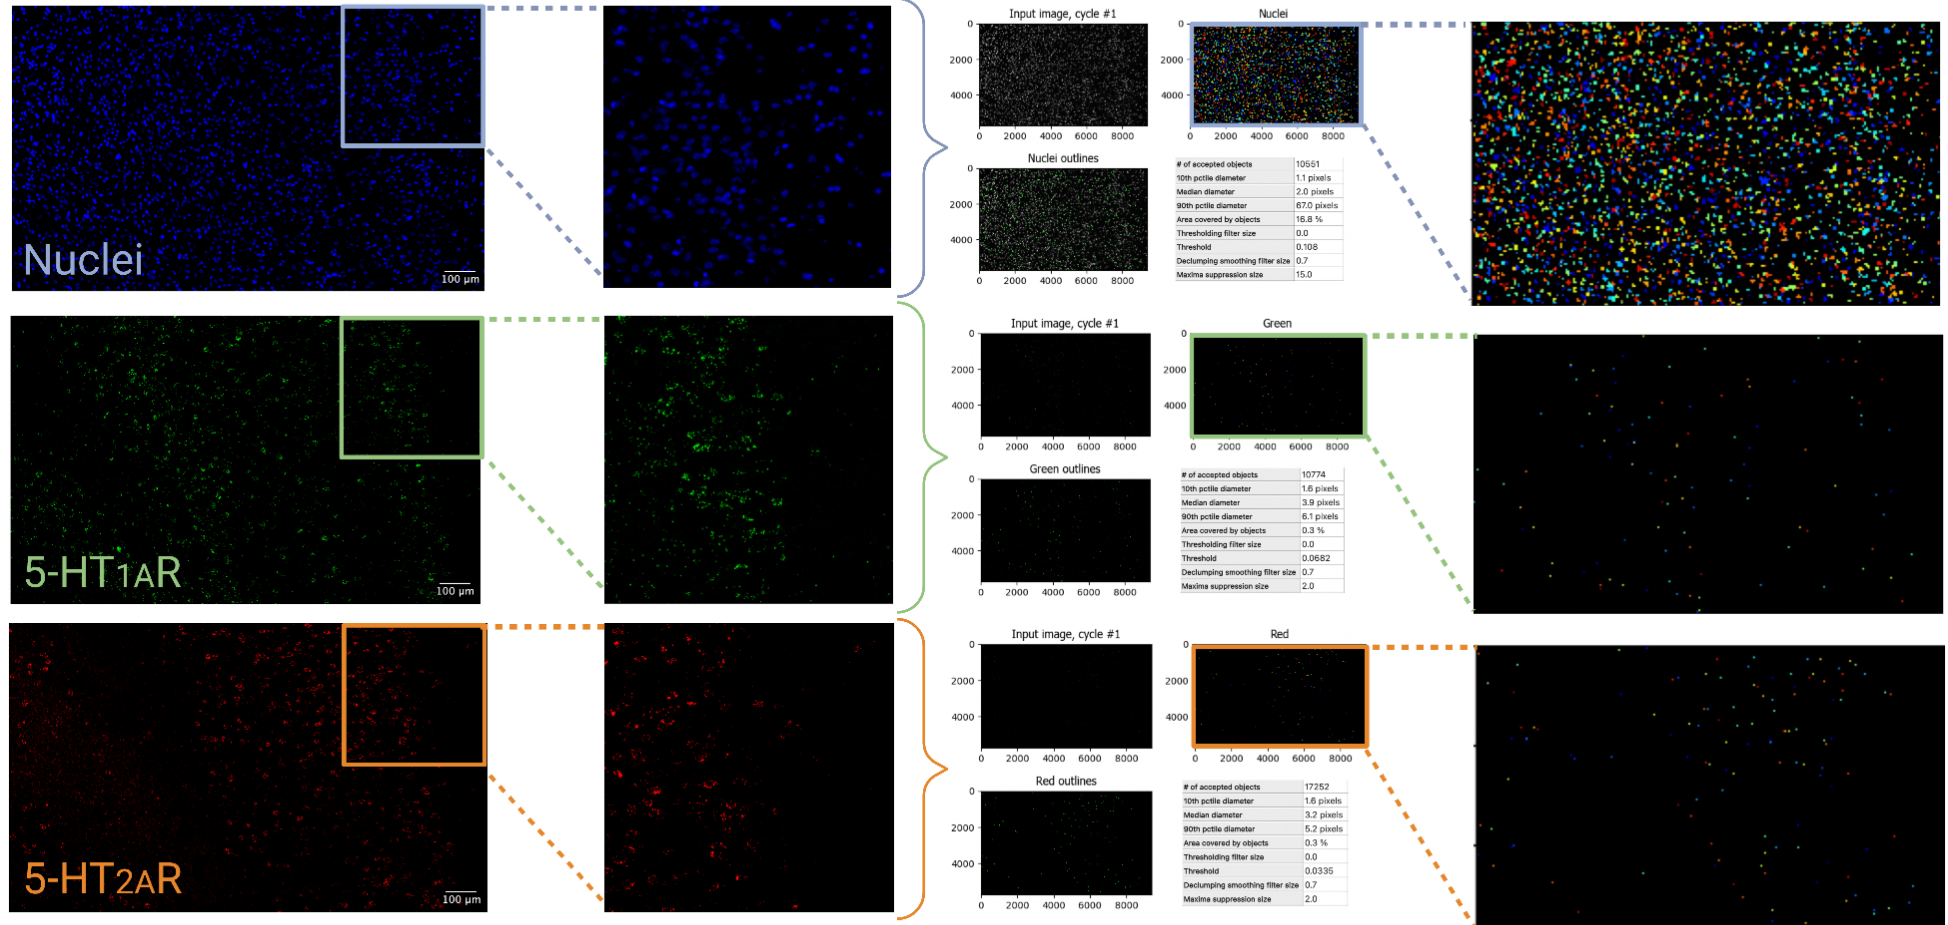 Nuclei
100 µm
Input image, cycle #1
0
2000
4000
0 2000 4000 6000 8000
Nuclei
0
2000
4000
0 2000 4000 6000 8000
Nuclei outlines
0
2000
4000
0 2000 4000 6000 8000
# of accepted objects 10551
10th pctile diameter 1.1 pixels
Median diameter 2.0 pixels
90th pctile diameter 67.0 pixels
Area covered by objects 16.8 %
Thresholding filter size 0.0
Threshold 0.108
Declumping smoothing filter size 0.7
Maxima suppression size 15.0
5-HT1AR
100 µm
Input image, cycle #1
0
2000
4000
0 2000 4000 6000 8000
Green
0
2000
4000
0 2000 4000 6000 8000
Green outlines
0
2000
4000
0 2000 4000 6000 8000
# of accepted objects 10774
10th pctile diameter 1.6 pixels
Median diameter 3.9 pixels
90th pctile diameter 6.1 pixels
Area covered by objects 0.3 %
Thresholding filter size 0.0
Threshold 0.0682
Declumping smoothing filter size 0.7
Maxima suppression size 2.0
5-HT2AR
100 µm
Input image, cycle #1
0
2000
4000
0 2000 4000 6000 8000
Red
0
2000
4000
0 2000 4000 6000 8000
Red outlines
0
2000
4000
0 2000 4000 6000 8000
# of accepted objects 17252
10th pctile diameter 1.6 pixels
Median diameter 3.2 pixels
90th pctile diameter 5.2 pixels
Area covered by objects 0.3 %
Thresholding filter size 0.0
Threshold 0.0335
Declumping smoothing filter size 0.7
Maxima suppression size 2.0